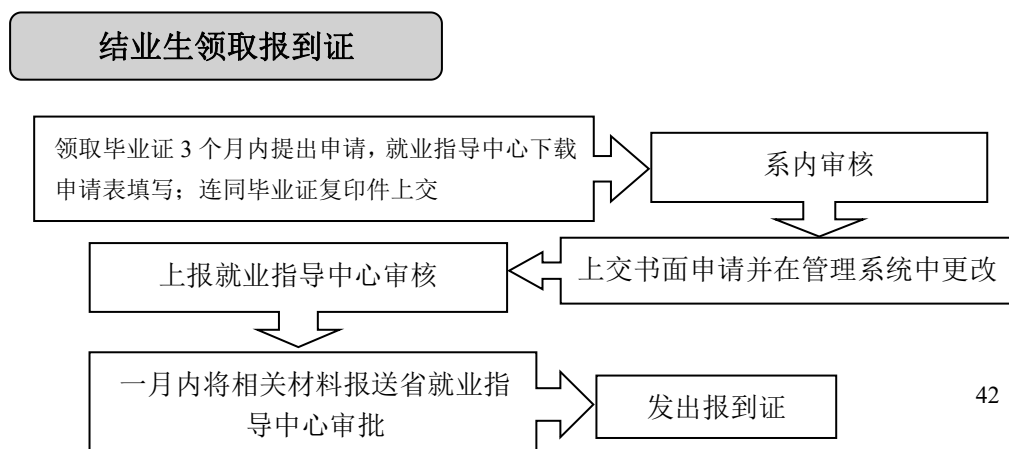 结业生领取报到证
领取毕业证 3 个月内提出申请，就业指导中心下载
申请表填写；连同毕业证复印件上交
系内审核
上交书面申请并在管理系统中更改
上报就业指导中心审核
一月内将相关材料报送省就业指
导中心审批
发出报到证
42